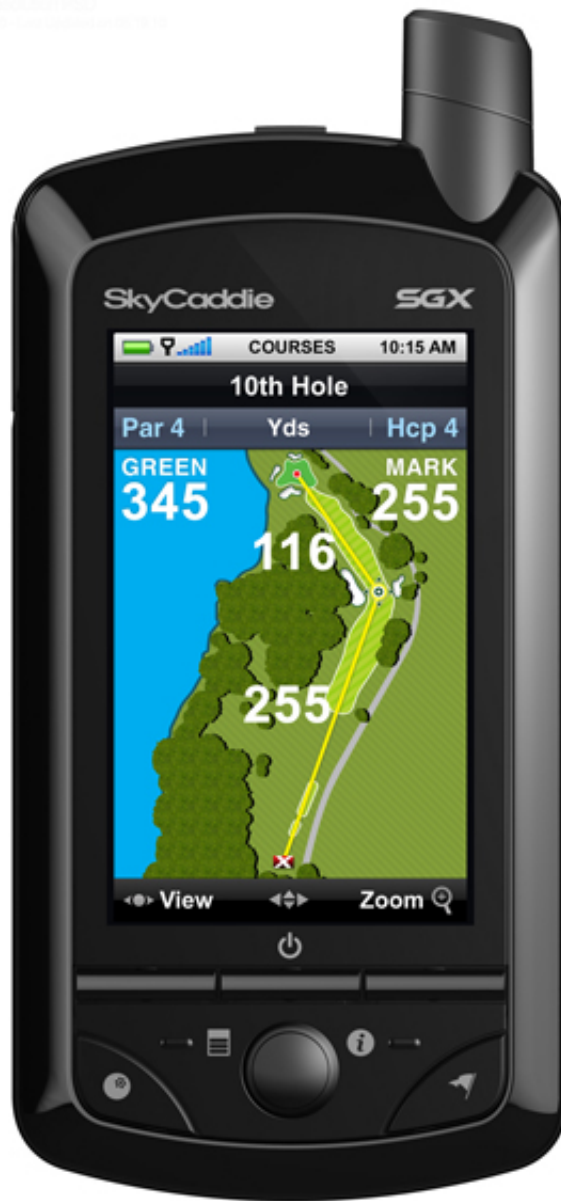 SkyCaddie SGX
COURSES 10:15 AM
10th Hole
Par 4 Yds Hcp 4
GREEN MARK
345 255
116
255
View Zoom